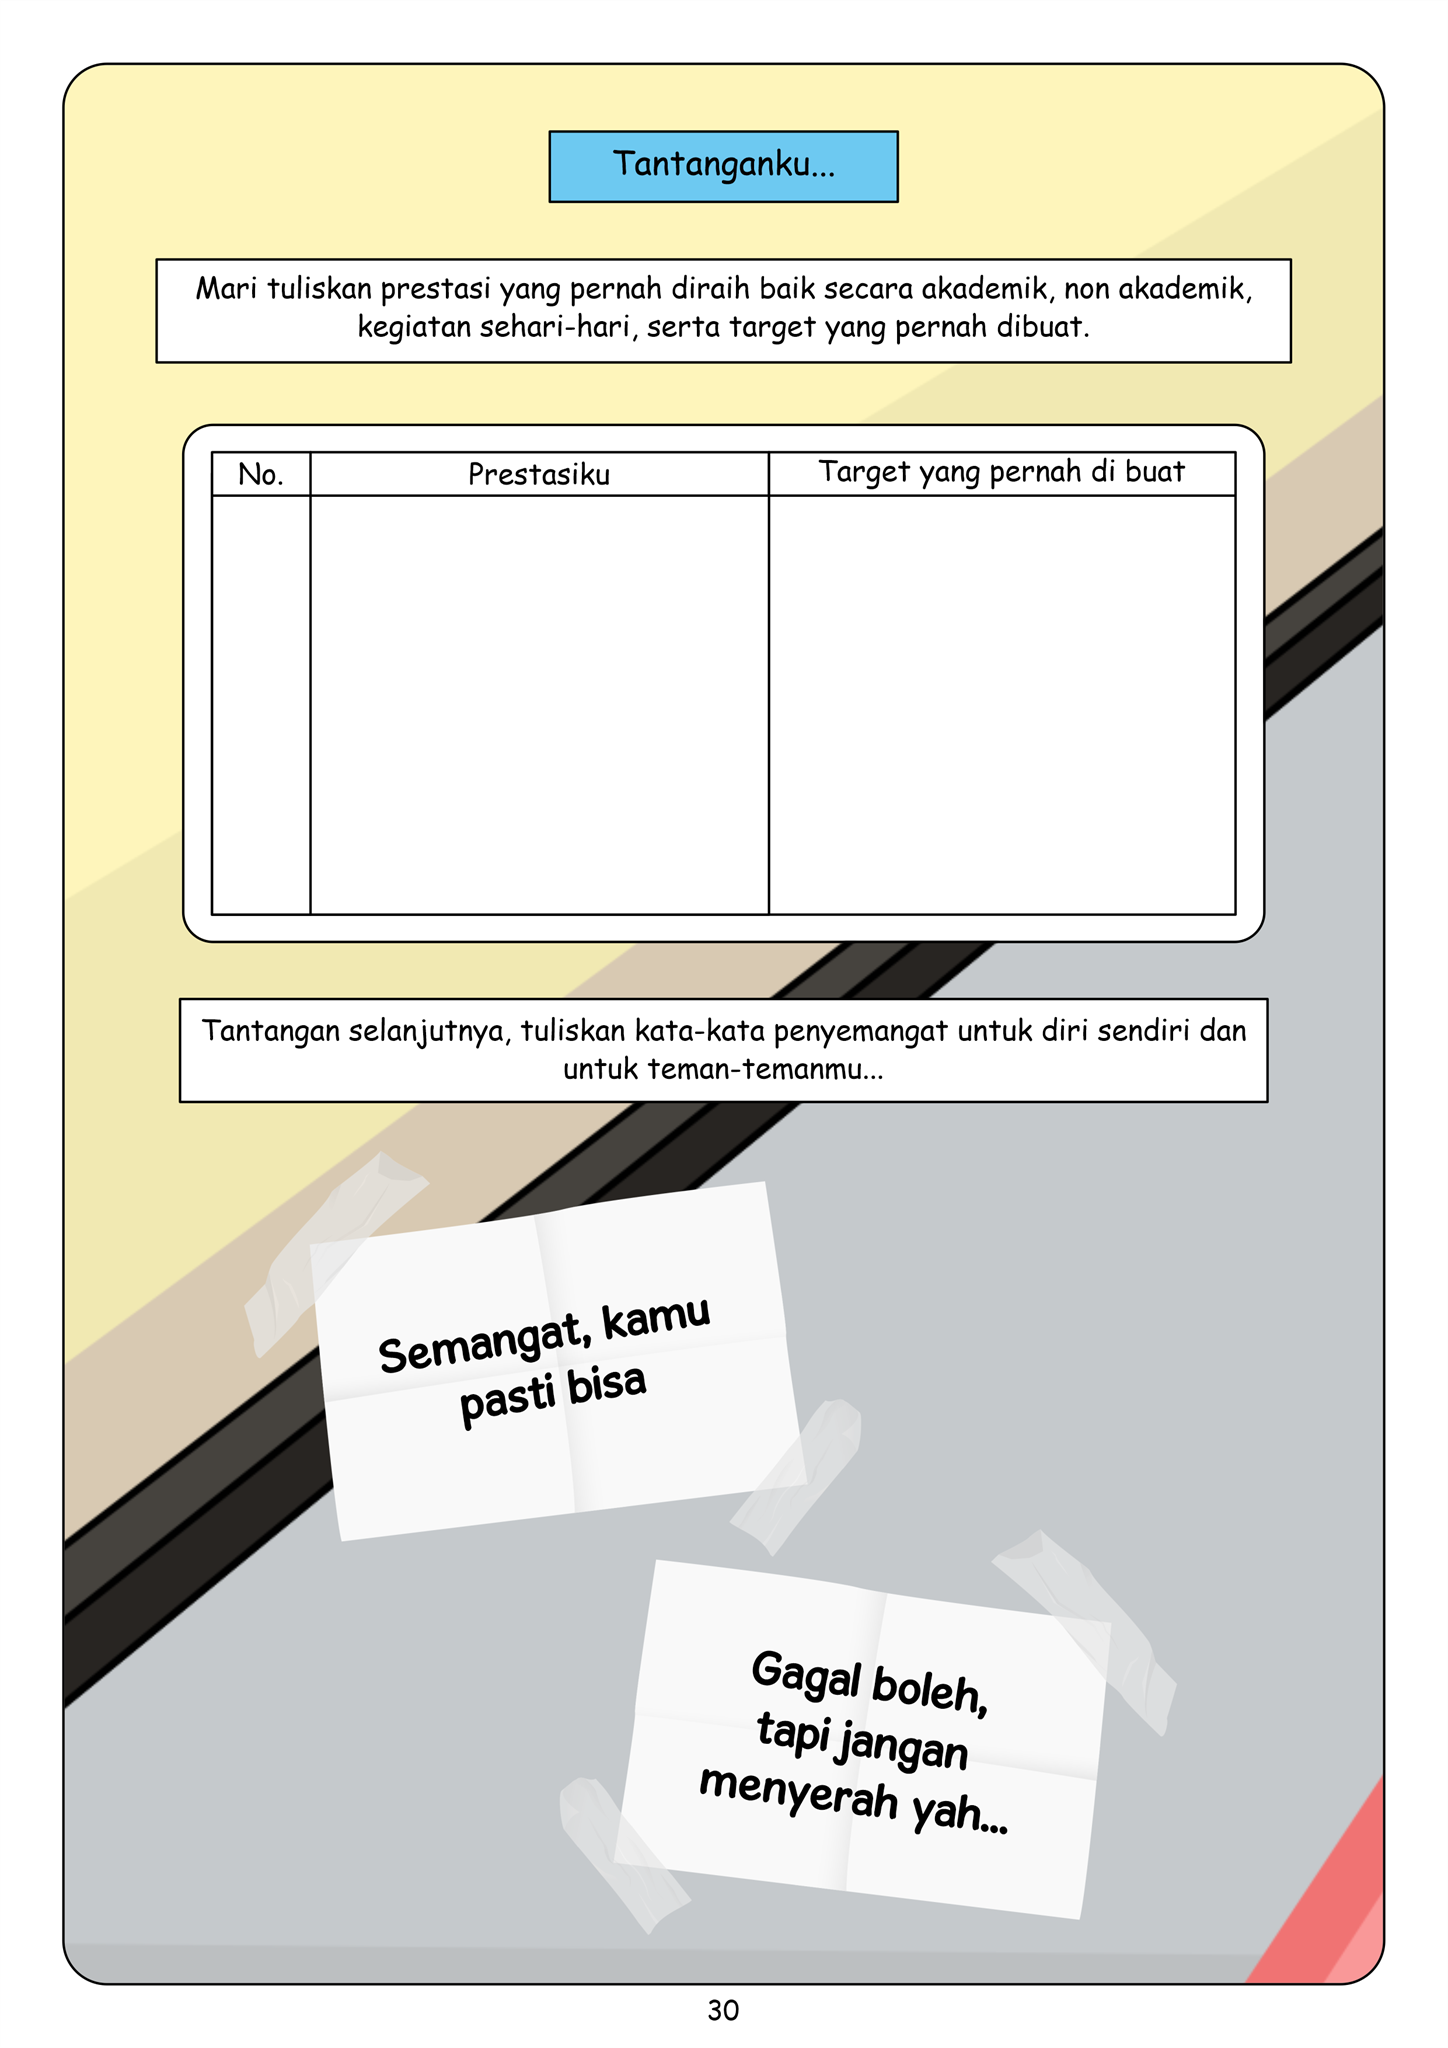 Tantanganku...
Mari tuliskan prestasi yang pernah diraih baik secara akademik, non akademik,
kegiatan sehari-hari, serta target yang pernah dibuat.
No.
Prestasiku
Target yang pernah di buat
Tantangan selanjutnya, tuliskan kata-kata penyemangat untuk diri sendiri dan
untuk teman-temanmu...
Semangat, kamu
pasti bisa
Gagal boleh,
tapi jangan
menyerah yah...
30